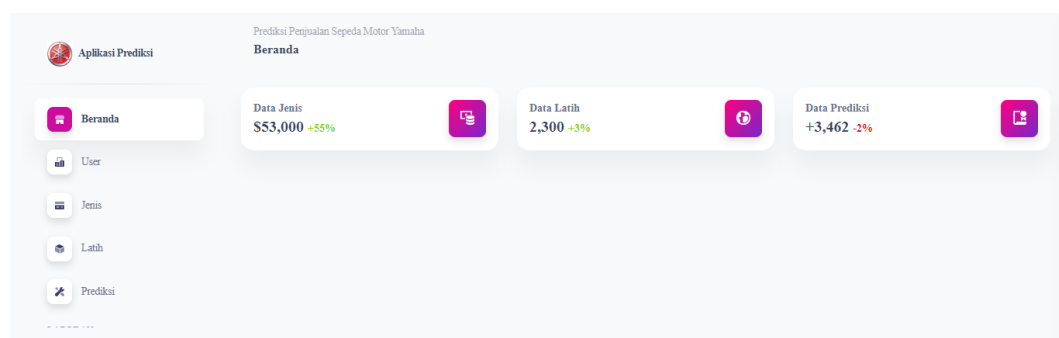 Aplikasi Prediksi
Prediksi Penjualan Sepeda Motor Yamaha
Beranda
Beranda
User
Jenis
Latih
Prediksi
Data Jenis
$53,000 +55%
Data Latih
2,300 +3%
Data Prediksi
+3,462 -2%